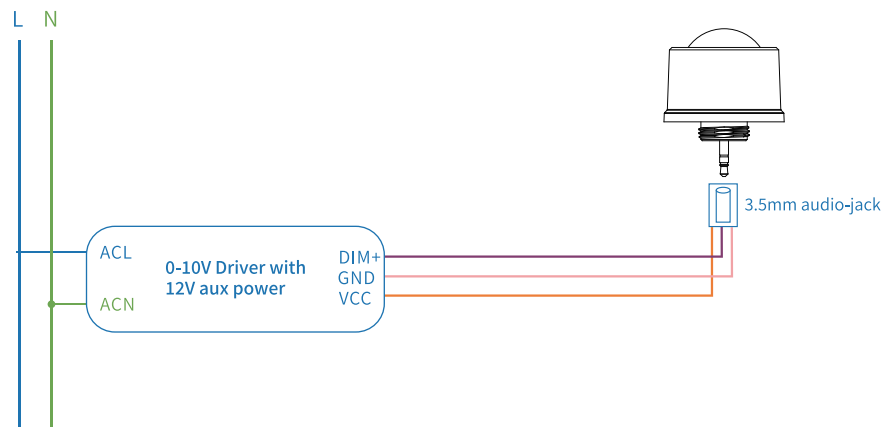 L N
3.5mm audio-jack
ACL
0-10V Driver with
12V aux power
DIM+
GND
VCC
ACN